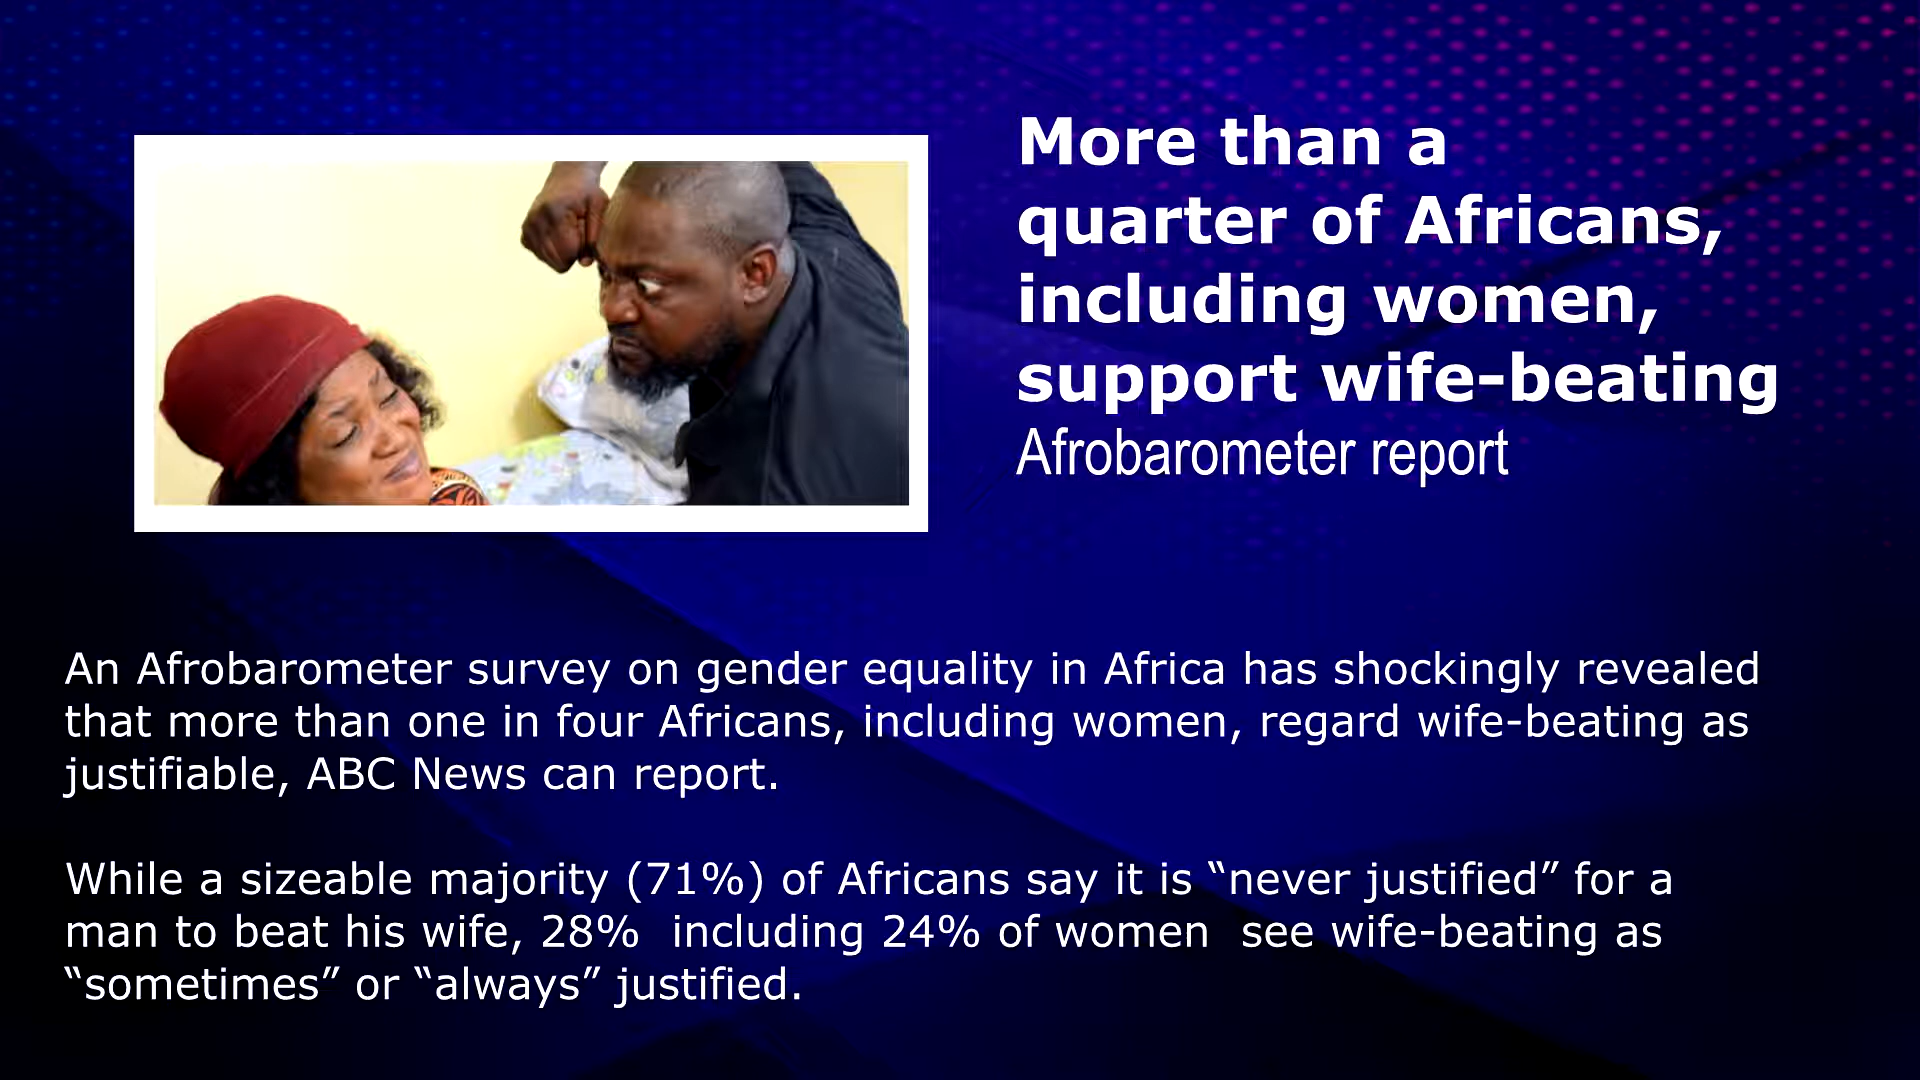 More than a
quarter of Africans,
including women,
support wife-beating
Afrobarometer report
An Afrobarometer survey on gender equality in Africa has shockingly revealed
that more than one in four Africans, including women, regard wife-beating as
justifiable, ABC News can report.
While a sizeable majority (71%) of Africans say it is “never justified” for a
man to beat his wife, 28%  including 24% of women  see wife-beating as
“sometimes” or “always” justified.